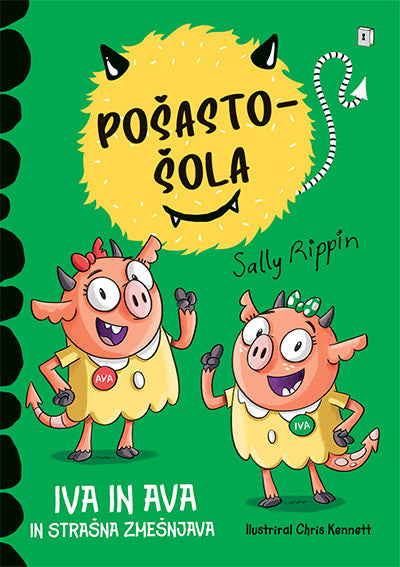 POŠASTO-
ŠOLA
Sally Rippin
AVA
IVA
IVA IN AVA
IN STRAŠNA ZMEŠNJAVA
Ilustriral Chris Kennett